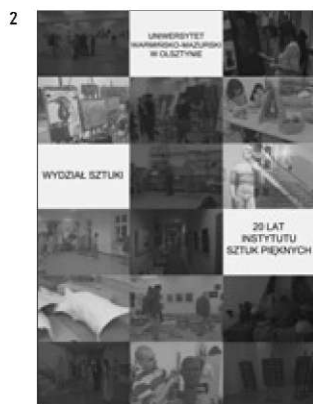 2
UNIWERSYTET
WARMIŃSKO-MAZURSKI
W OLSZTYNIE
WYDZIAŁ SZTUKI
20 LAT
INSTYTUTU
SZTUK PIĘKNYCH